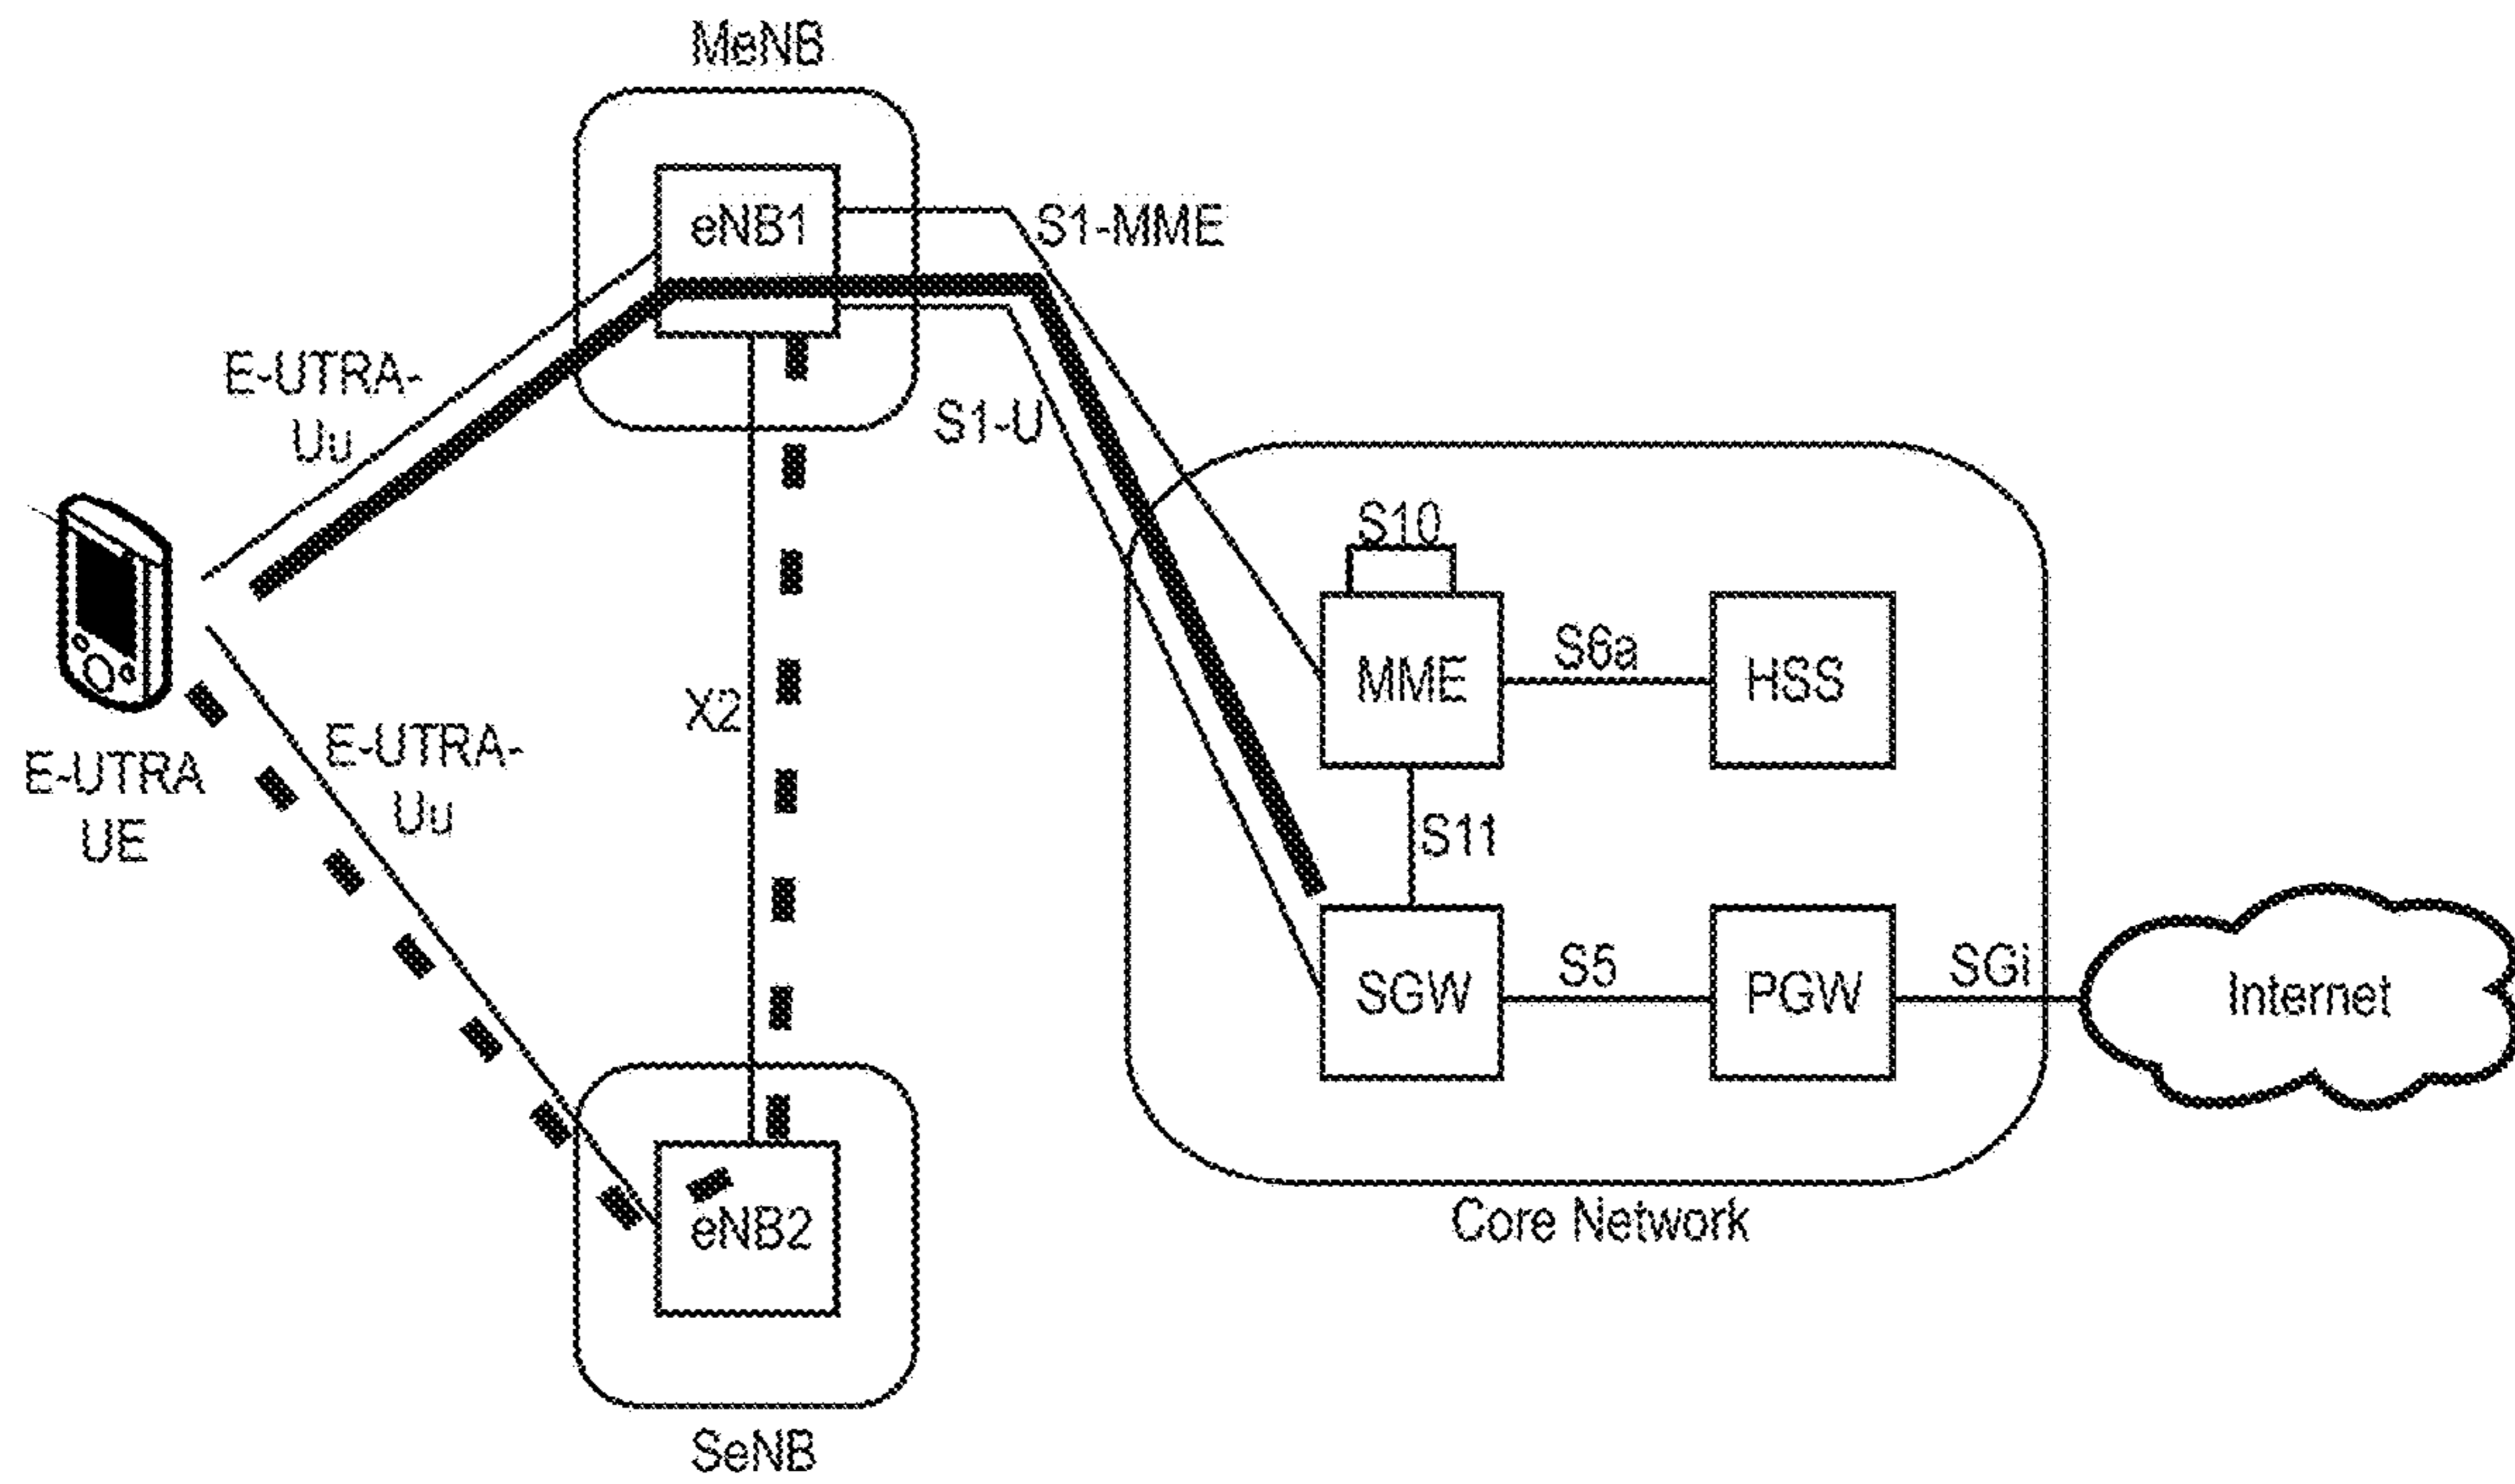 MeNB
eNB1
S1-MME
E-UTRA-
Uu
S1-U
S10
MME
S6a
HSS
X2
E-UTRA-
Uu
E-UTRA
UE
S11
SGW
S5
PGW
SGi
Internet
eNB2
Core Network
SeNB